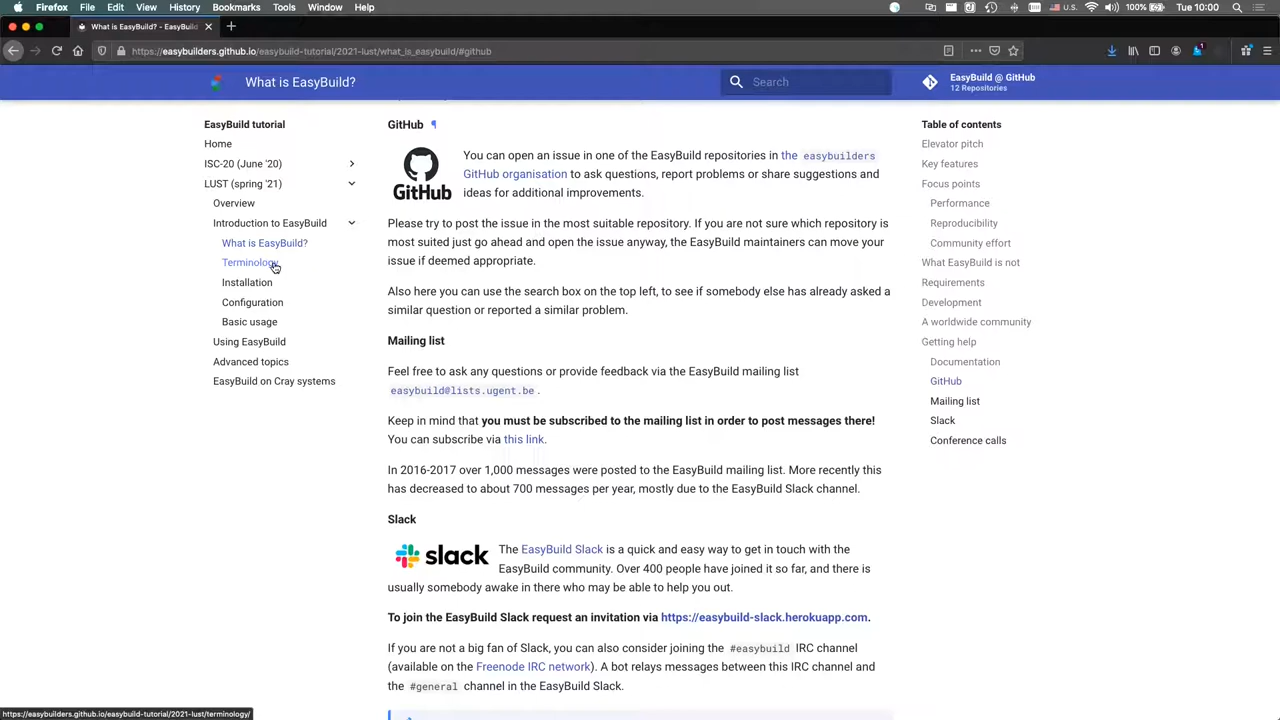 Firefox File Edit View History Bookmarks Tools Window Help
100% Tue 10:00
What is EasyBuild? - EasyBuild
https://easybuilders.github.io/easybuild-tutorial/2021-lust/what_is_easybuild/#github
What is EasyBuild?
Search
EasyBuild @ GitHub
12 Repositories
EasyBuild tutorial
Home
ISC-20 (June '20)
LUST (spring '21)
Overview
Introduction to EasyBuild
What is EasyBuild?
Terminology
Installation
Configuration
Basic usage
Using EasyBuild
Advanced topics
EasyBuild on Cray systems
GitHub ¶
GitHub
You can open an issue in one of the EasyBuild repositories in the easybuilders
GitHub organisation to ask questions, report problems or share suggestions and
ideas for additional improvements.
Please try to post the issue in the most suitable repository. If you are not sure which repository is
most suited just go ahead and open the issue anyway, the EasyBuild maintainers can move your
issue if deemed appropriate.
Also here you can use the search box on the top left, to see if somebody else has already asked a
similar question or reported a similar problem.
Mailing list
Feel free to ask any questions or provide feedback via the EasyBuild mailing list
easybuild@lists.ugent.be.
Keep in mind that you must be subscribed to the mailing list in order to post messages there!
You can subscribe via this link.
In 2016-2017 over 1,000 messages were posted to the EasyBuild mailing list. More recently this
has decreased to about 700 messages per year, mostly due to the EasyBuild Slack channel.
Slack
slack
The EasyBuild Slack is a quick and easy way to get in touch with the
EasyBuild community. Over 400 people have joined it so far, and there is
usually somebody awake in there who may be able to help you out.
To join the EasyBuild Slack request an invitation via https://easybuild-slack.herokuapp.com.
If you are not a big fan of Slack, you can also consider joining the #easybuild IRC channel
(available on the Freenode IRC network). A bot relays messages between this IRC channel and
the #general channel in the EasyBuild Slack.
Table of contents
Elevator pitch
Key features
Focus points
Performance
Reproducibility
Community effort
What EasyBuild is not
Requirements
Development
A worldwide community
Getting help
Documentation
GitHub
Mailing list
Slack
Conference calls
https://easybuilders.github.io/easybuild-tutorial/2021-lust/terminology/